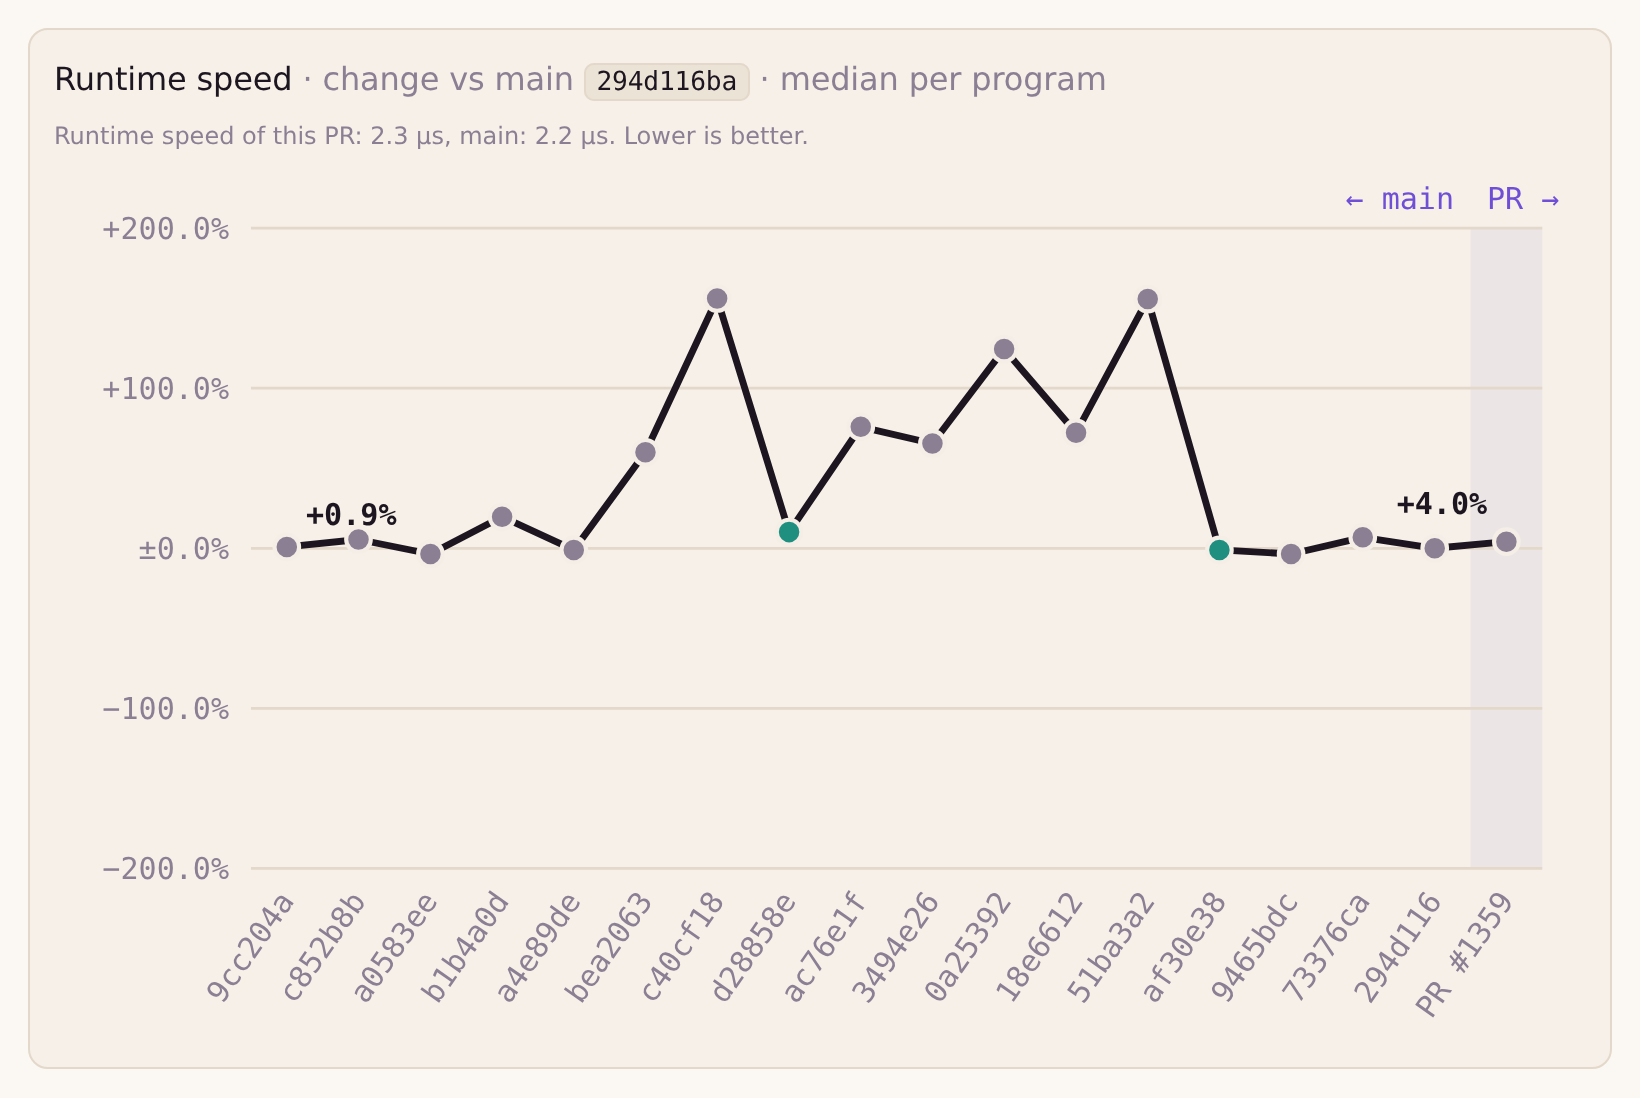 Runtime speed · change vs main 294d116ba · median per program
Runtime speed of this PR: 2.3 µs, main: 2.2 µs. Lower is better.
← main PR →
+200.0%
+100.0%
±0.0%
−100.0%
−200.0%
+0.9%
+4.0%
9cc204a
c852b8b
a0583ee
b1b4a0d
a4e89de
bea2063
c40cf18
d28858e
ac76e1f
3494e26
0a25392
18e6612
51ba3a2
af30e38
9465bdc
73376ca
294d116
PR #1359